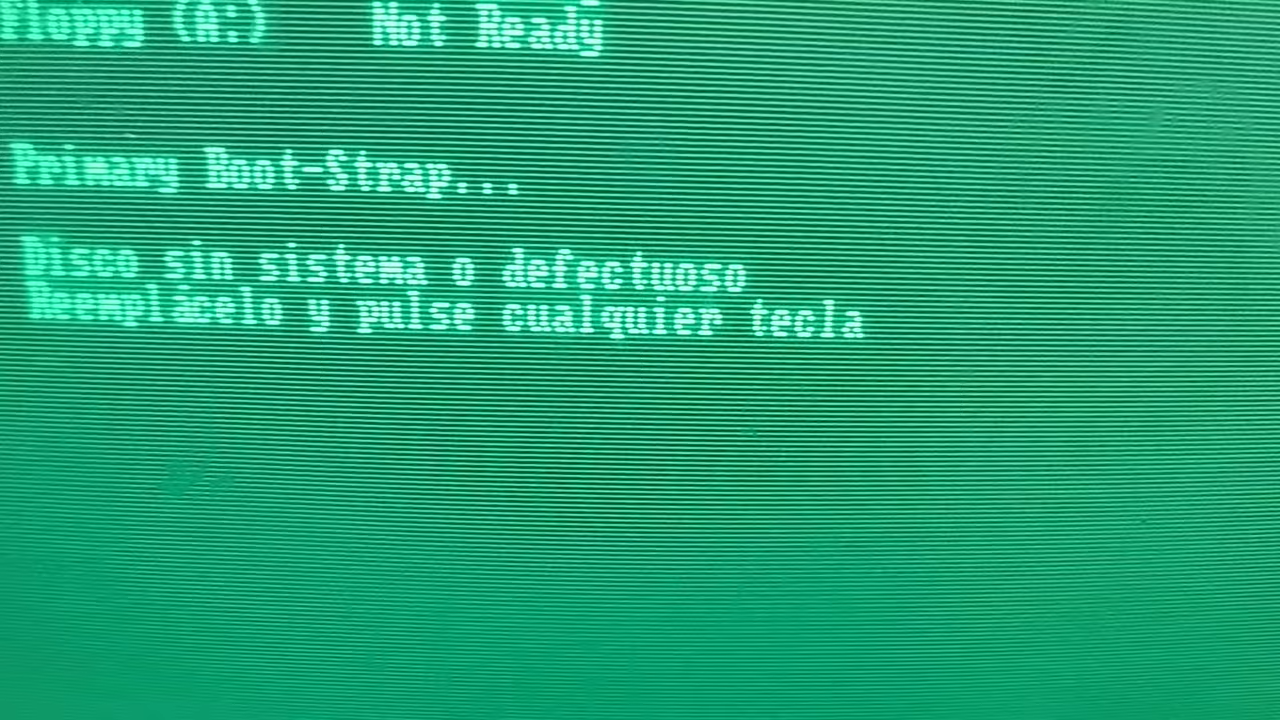 Floppy (A:) Not Ready
Primary Boot-Strap...
Disco sin sistema o defectuoso
Reemplácelo y pulse cualquier tecla